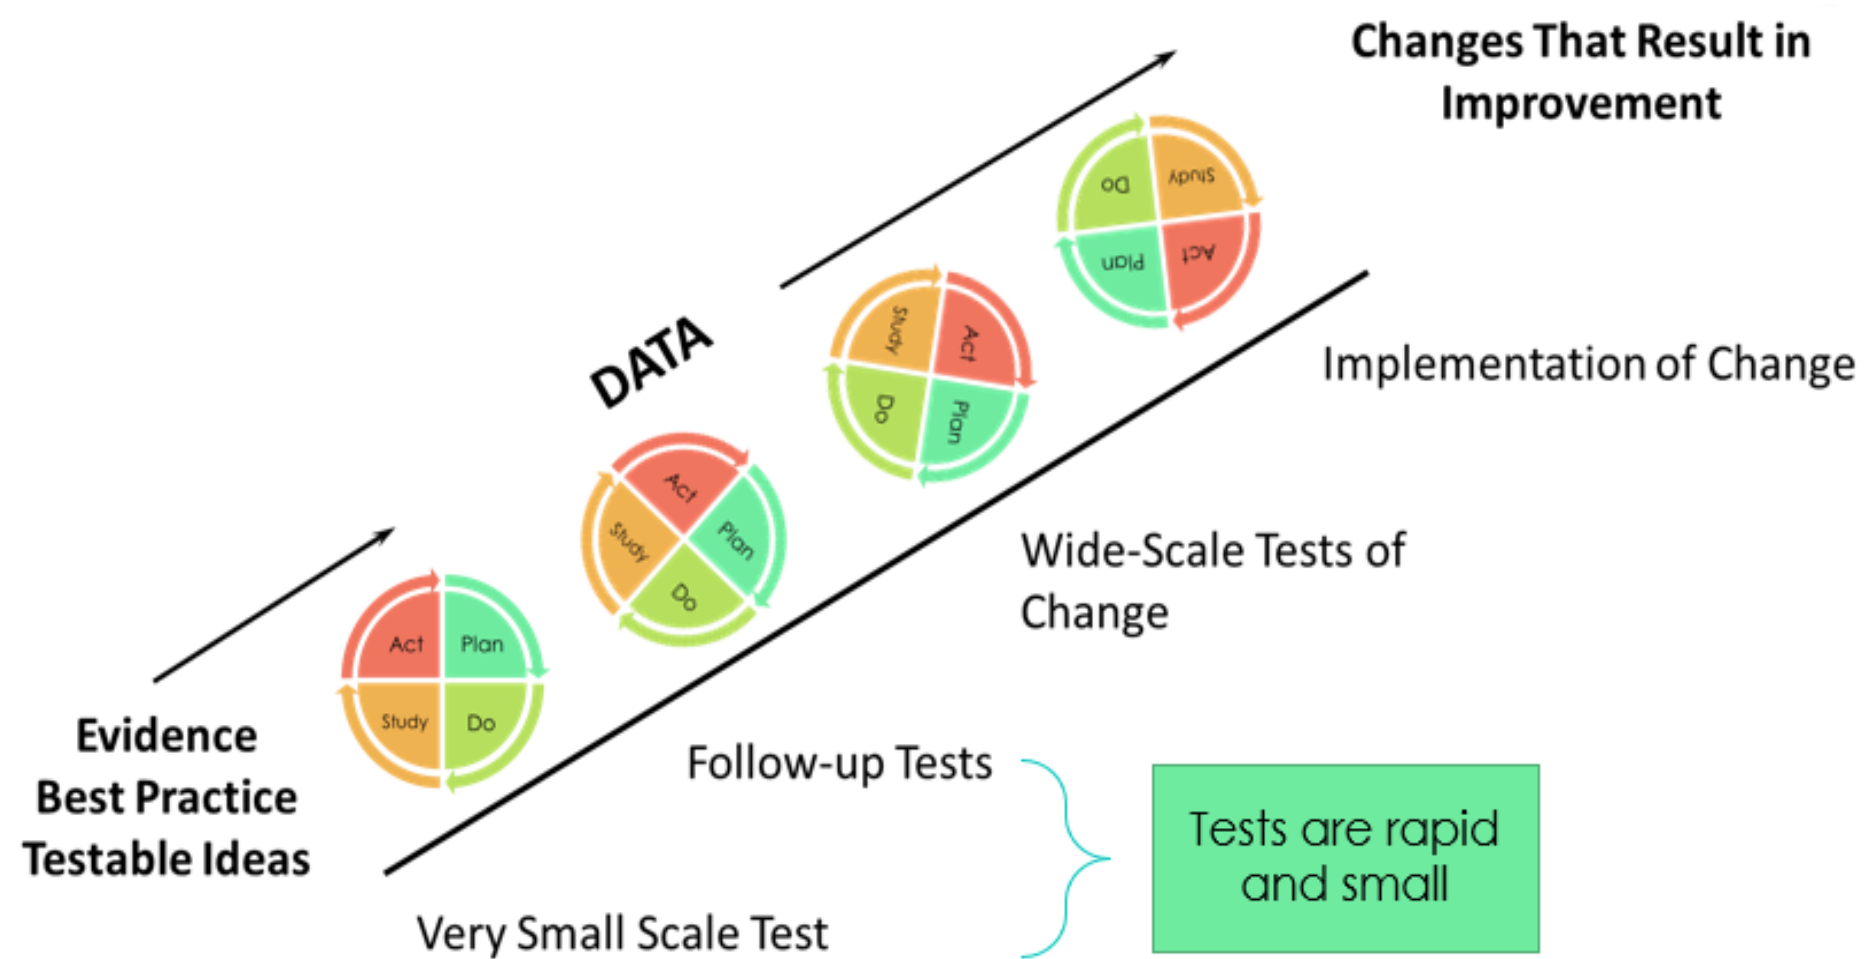 Changes That Result in
Improvement
DATA
Do
Study
Plan
Act
Study
Act
Do
Plan
Act
Study
Plan
Do
Act
Plan
Study
Do
Implementation of Change
Wide-Scale Tests of
Change
Follow-up Tests
Very Small Scale Test
Evidence
Best Practice
Testable Ideas
Tests are rapid
and small